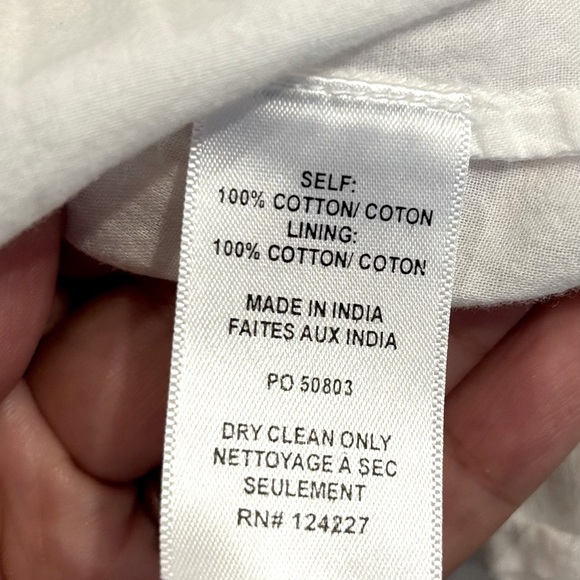 SELF:
100% COTTON/ COTON
LINING:
100% COTTON/ COTON
MADE IN INDIA
FAITES AUX INDIA
PO 50803
DRY CLEAN ONLY
NETTOYAGE À SEC
SEULEMENT
RN# 124227